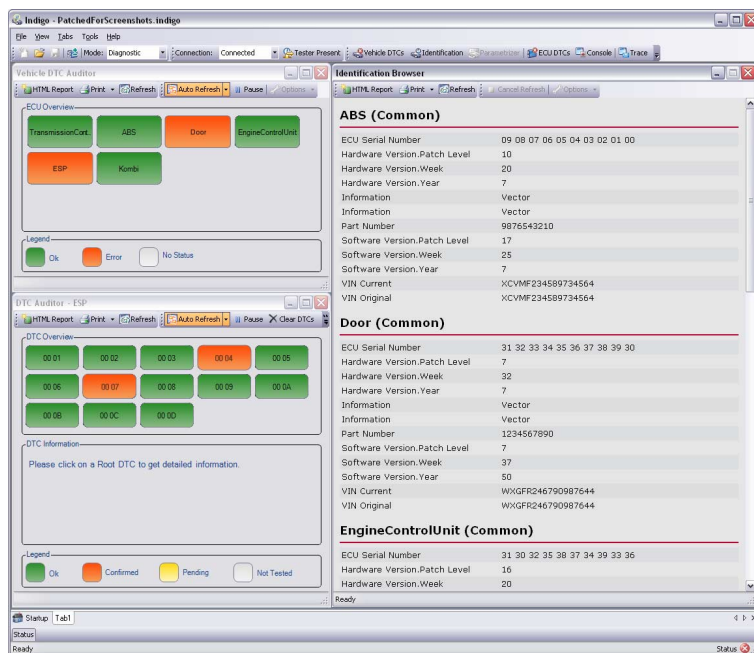 Indigo - PatchedForScreenshots.indigo
File View Tabs Tools Help
Mode: Diagnostic Connection: Connected Tester Present Vehicle DTCs Identification Parametrizer ECU DTCs Console Trace
Vehicle DTC Auditor
HTML Report Print Refresh Auto Refresh Pause Options
ECU Overview
TransmissionCont.. ABS Door EngineControlUnit
ESP Kombi
Legend
Ok Error No Status
DTC Auditor - ESP
HTML Report Print Refresh Auto Refresh Pause Clear DTCs
DTC Overview
00 01 00 02 00 03 00 04 00 05
00 06 00 07 00 08 00 09 00 0A
00 0B 00 0C 00 0D
DTC Information
Please click on a Root DTC to get detailed information.
Legend
Ok Confirmed Pending Not Tested
Identification Browser
HTML Report Print Refresh Cancel Refresh Options
ABS (Common)
ECU Serial Number 09 08 07 06 05 04 03 02 01 00
Hardware Version.Patch Level 10
Hardware Version.Week 20
Hardware Version.Year 7
Information Vector
Information Vector
Part Number 9876543210
Software Version.Patch Level 17
Software Version.Week 25
Software Version.Year 7
VIN Current XCVMF234589734564
VIN Original XCVMF234589734564
Door (Common)
ECU Serial Number 31 32 33 34 35 36 37 38 39 30
Hardware Version.Patch Level 7
Hardware Version.Week 32
Hardware Version.Year 7
Information Vector
Information Vector
Part Number 1234567890
Software Version.Patch Level 7
Software Version.Week 37
Software Version.Year 50
VIN Current WXGFR246790987644
VIN Original WXGFR246790987644
EngineControlUnit (Common)
ECU Serial Number 31 30 32 35 38 37 34 39 33 36
Hardware Version.Patch Level 16
Hardware Version.Week 20
Ready
Startup Tab1
Status
Ready Status